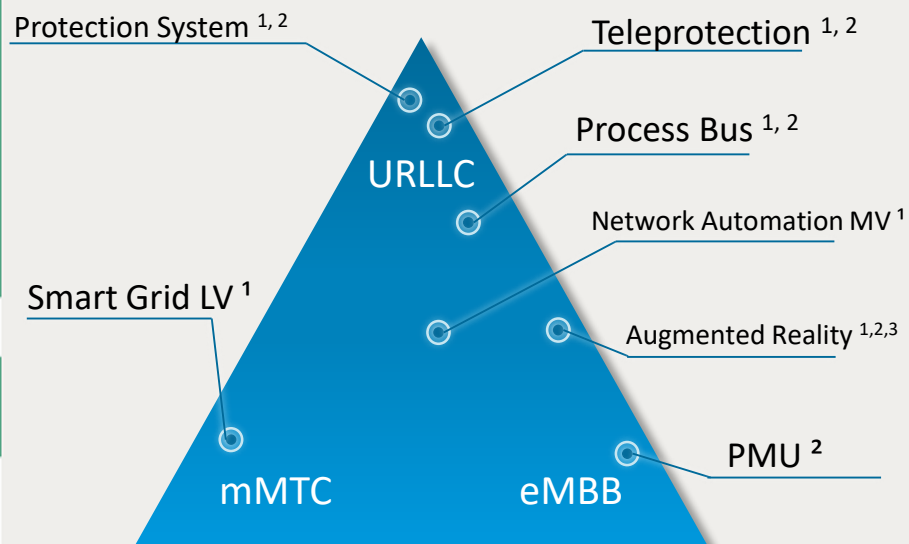 Protection System 1, 2
Teleprotection 1, 2
Process Bus 1, 2
URLLC
Network Automation MV ¹
Smart Grid LV ¹
Augmented Reality 1,2,3
PMU ²
mMTC
eMBB